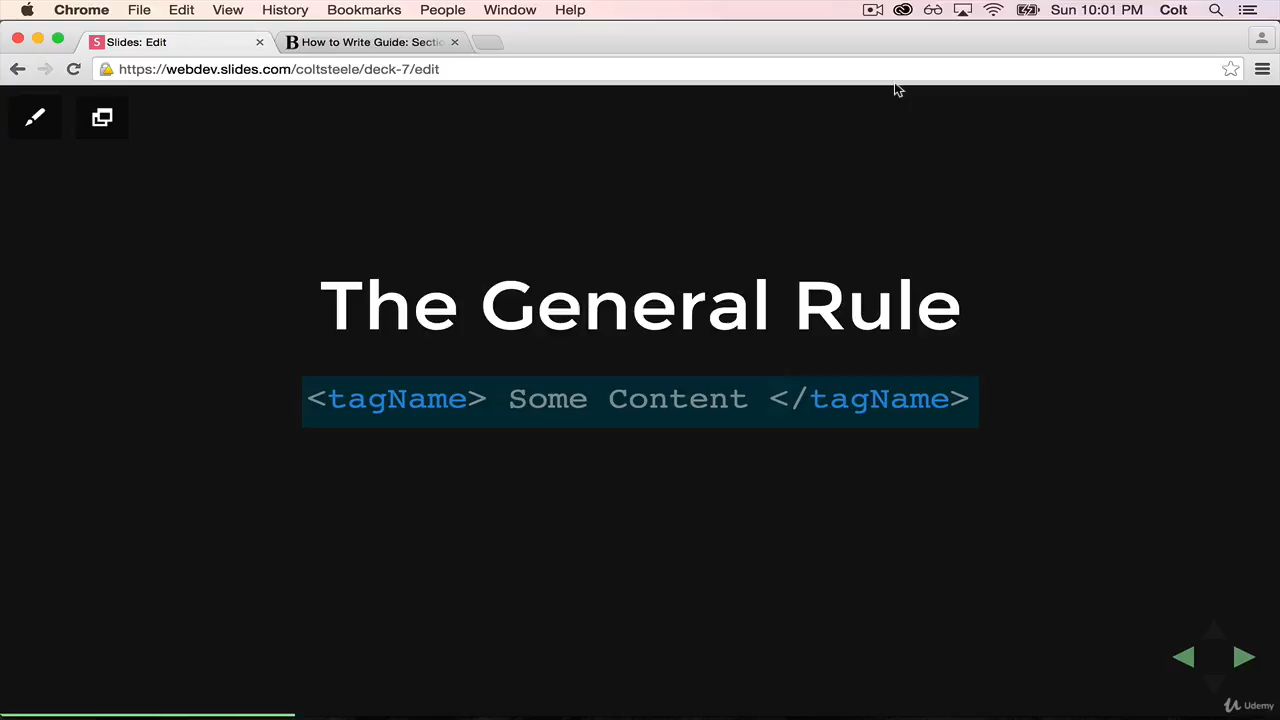 Chrome File Edit View History Bookmarks People Window Help Sun 10:01 PM Colt
S Slides: Edit × B How to Write Guide: Sectio ×
https://webdev.slides.com/coltsteele/deck-7/edit
The General Rule
<tagName> Some Content </tagName>
Udemy